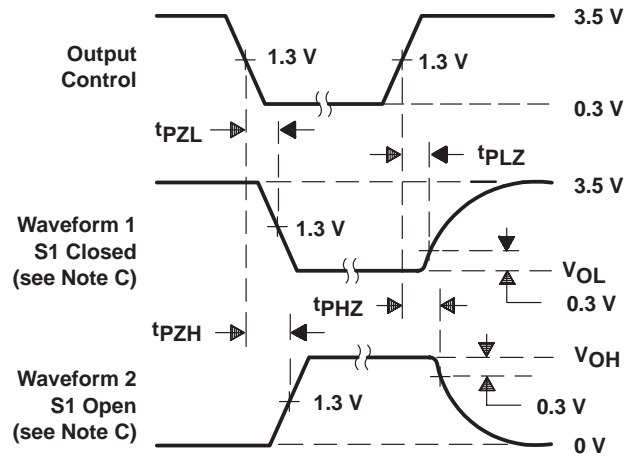 3.5 V
Output
Control
1.3 V
1.3 V
0.3 V
tPZL
tPLZ
3.5 V
Waveform 1
S1 Closed
(see Note C)
1.3 V
VOL
0.3 V
tPHZ
tPZH
VOH
Waveform 2
S1 Open
(see Note C)
1.3 V
0.3 V
0 V